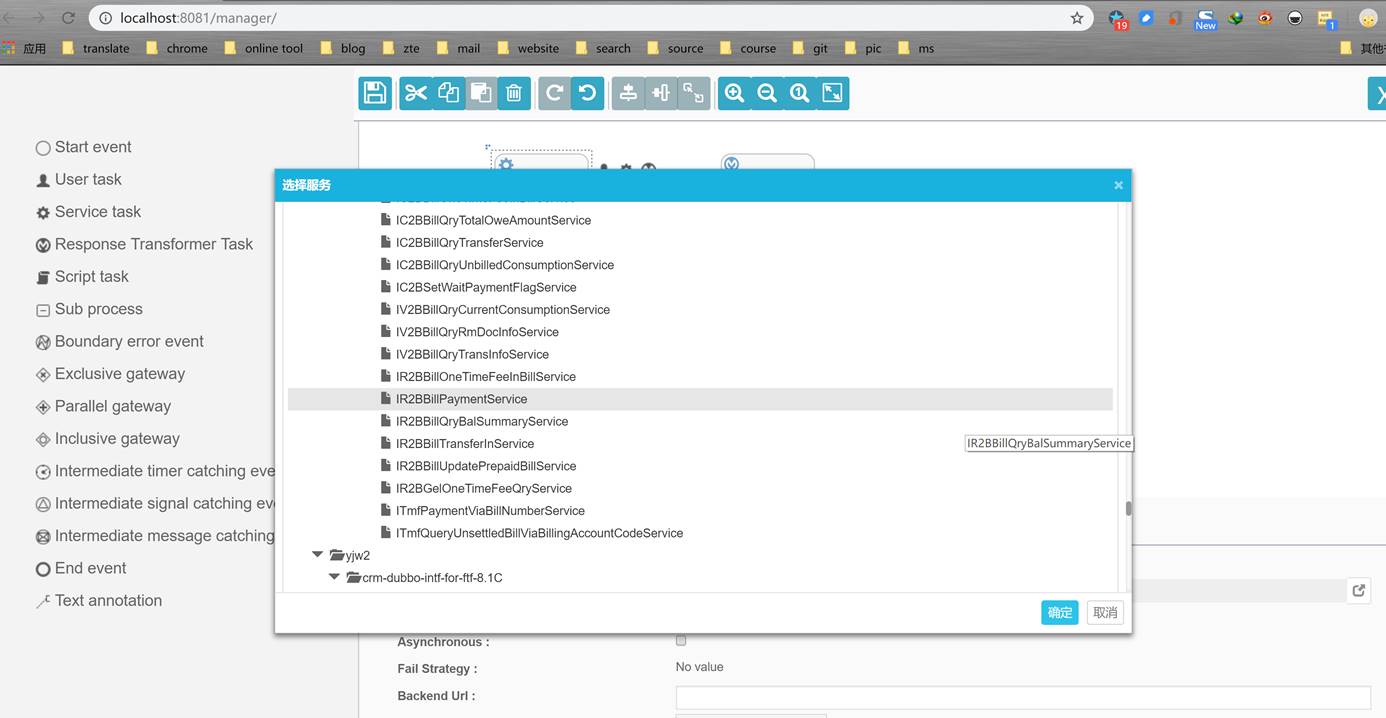 localhost:8081/manager/
19
New
1
应用 translate chrome online tool blog zte mail website search source course git pic ms
Start event
User task
Service task
Response Transformer Task
Script task
Sub process
Boundary error event
Exclusive gateway
Parallel gateway
Inclusive gateway
Intermediate timer catching eve
Intermediate signal catching eve
Intermediate message catching
End event
Text annotation
选择服务
IC2BBillQryTotalOweAmountService
IC2BBillQryTransferService
IC2BBillQryUnbilledConsumptionService
IC2BSetWaitPaymentFlagService
IV2BBillQryCurrentConsumptionService
IV2BBillQryRmDocInfoService
IV2BBillQryTransInfoService
IR2BBillOneTimeFeeInBillService
IR2BBillPaymentService
IR2BBillQryBalSummaryService
IR2BBillTransferInService
IR2BBillUpdatePrepaidBillService
IR2BGelOneTimeFeeQryService
ITmfPaymentViaBillNumberService
ITmfQueryUnsettledBillViaBillingAccountCodeService
yjw2
crm-dubbo-intf-for-ftf-8.1C
IR2BBillQryBalSummaryService
确定 取消
Asynchronous :
Fail Strategy : No value
Backend Url :